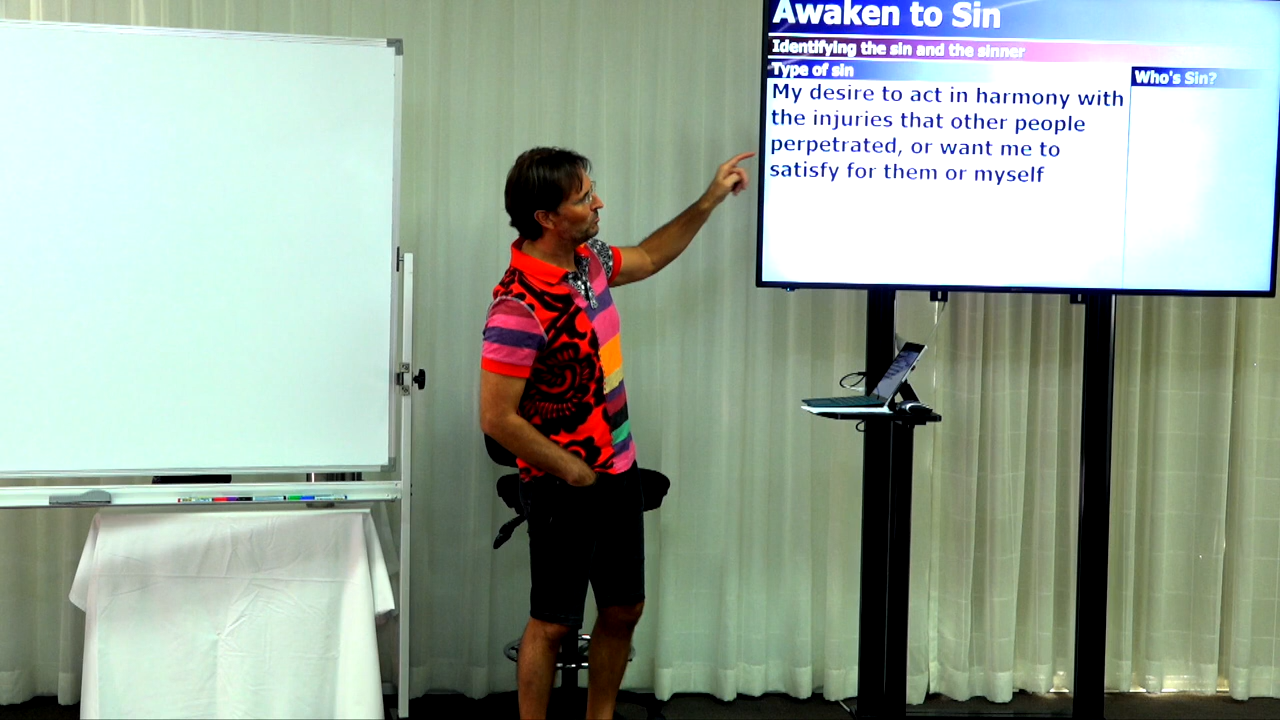 Awaken to Sin
Identifying the sin and the sinner
Type of sin
Who's Sin?
My desire to act in harmony with
the injuries that other people
perpetrated, or want me to
satisfy for them or myself